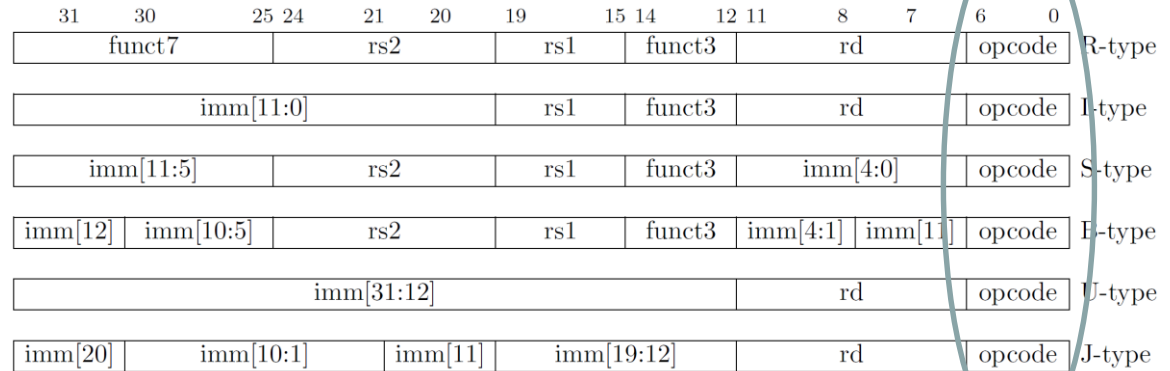 31 30 25 24 21 20 19 15 14 12 11 8 7 6 0
funct7 rs2 rs1 funct3 rd opcode R-type
imm[11:0] rs1 funct3 rd opcode I-type
imm[11:5] rs2 rs1 funct3 imm[4:0] opcode S-type
imm[12] imm[10:5] rs2 rs1 funct3 imm[4:1] imm[11] opcode B-type
imm[31:12] rd opcode U-type
imm[20] imm[10:1] imm[11] imm[19:12] rd opcode J-type